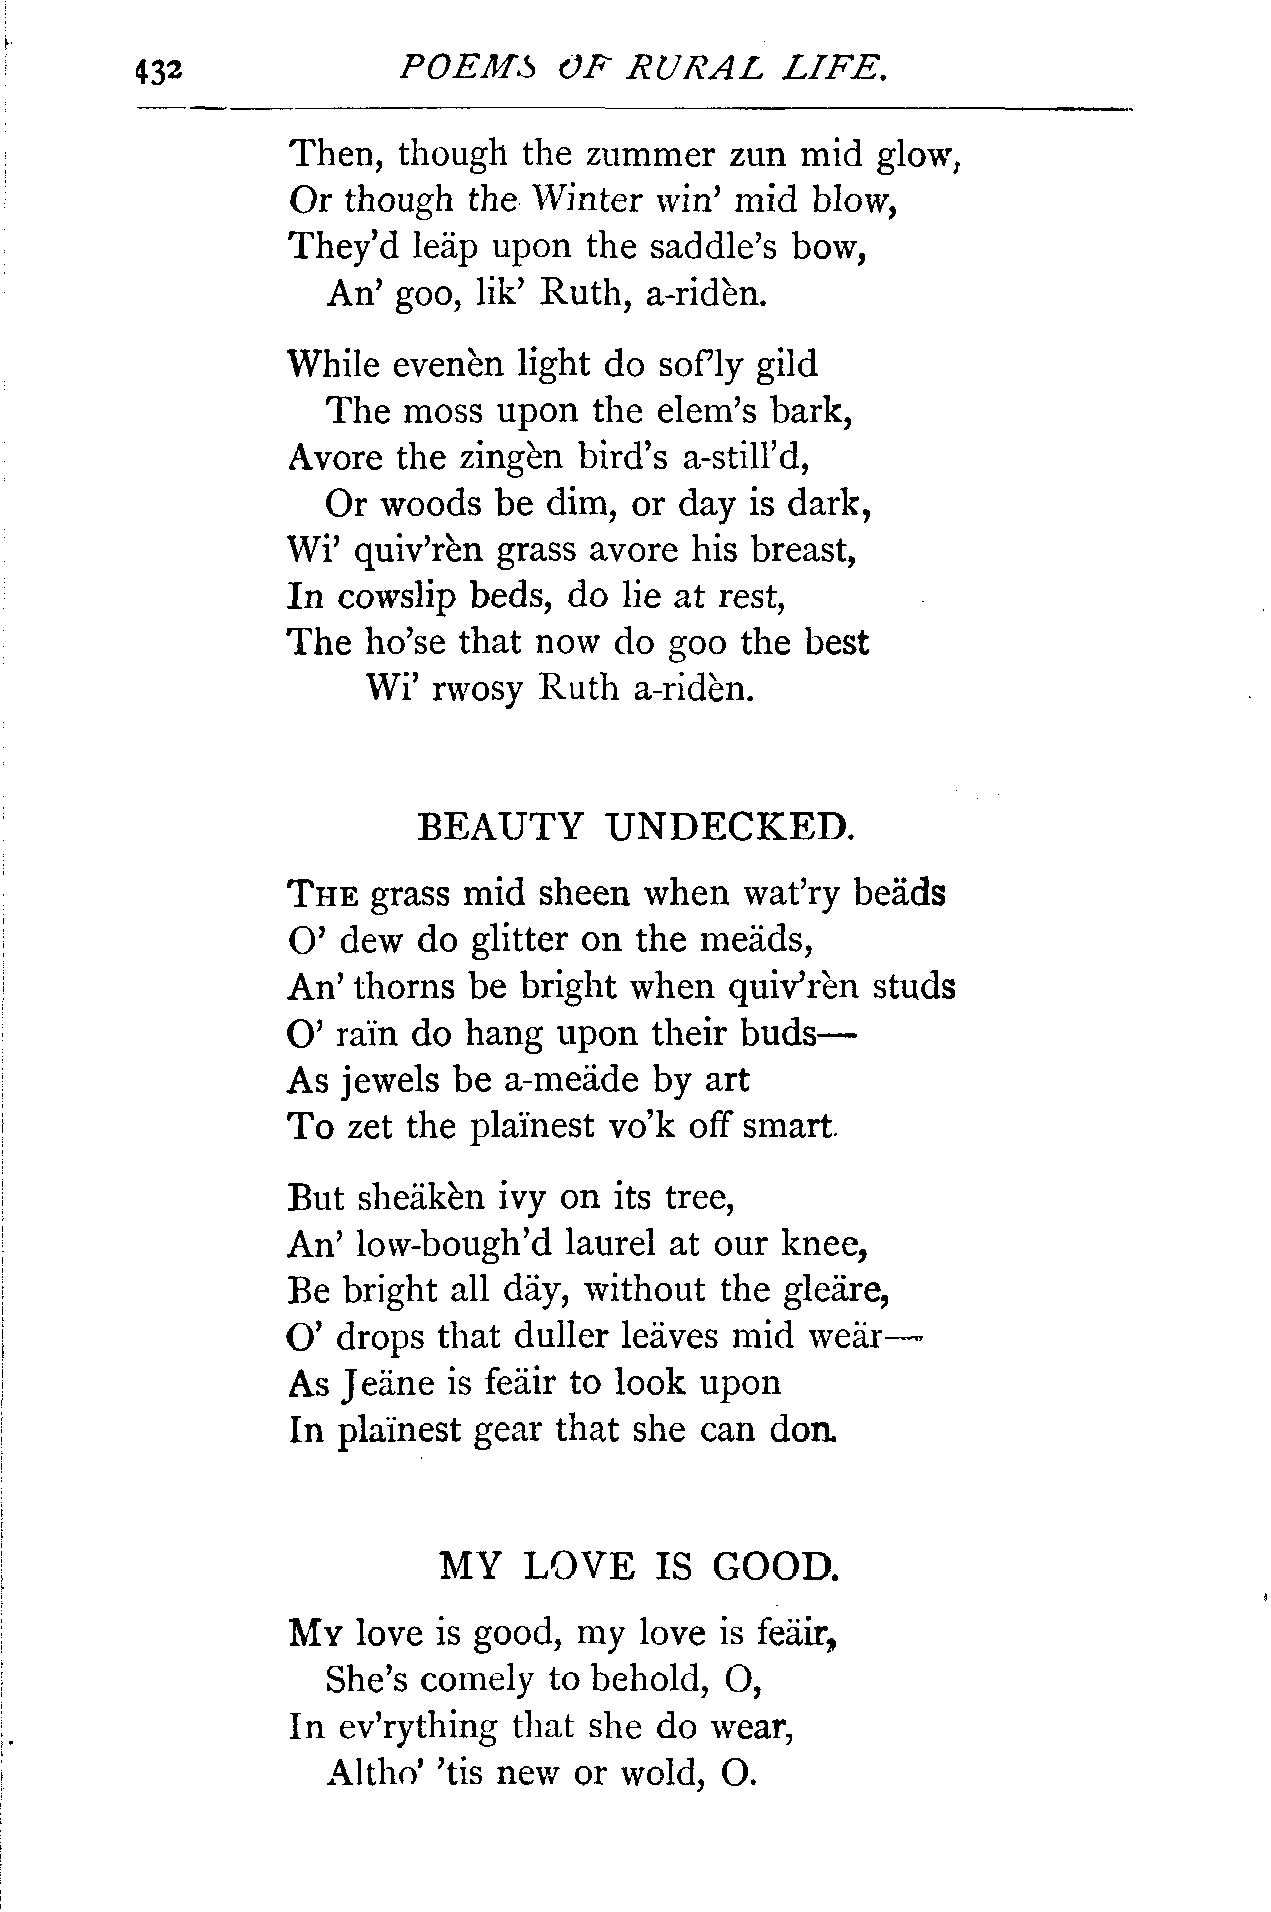 432 POEMS OF RURAL LIFE.
Then, though the zummer zun mid glow,
Or though the Winter win' mid blow,
They'd leäp upon the saddle's bow,
An' goo, lik' Ruth, a-ridèn.
While evenèn light do sof'ly gild
The moss upon the elem's bark,
Avore the zingèn bird's a-still'd,
Or woods be dim, or day is dark,
Wi' quiv'rèn grass avore his breast,
In cowslip beds, do lie at rest,
The ho'se that now do goo the best
Wi' rwosy Ruth a-ridèn.
BEAUTY UNDECKED.
THE grass mid sheen when wat'ry beäds
O' dew do glitter on the meäds,
An' thorns be bright when quiv'rèn studs
O' raïn do hang upon their buds—
As jewels be a-meäde by art
To zet the plaïnest vo'k off smart.
But sheäkèn ivy on its tree,
An' low-bough'd laurel at our knee,
Be bright all däy, without the gleäre,
O' drops that duller leäves mid weär—
As Jeäne is feäir to look upon
In plaïnest gear that she can don.
MY LOVE IS GOOD.
MY love is good, my love is feäir,
She's comely to behold, O,
In ev'rything that she do wear,
Altho' 'tis new or wold, O.